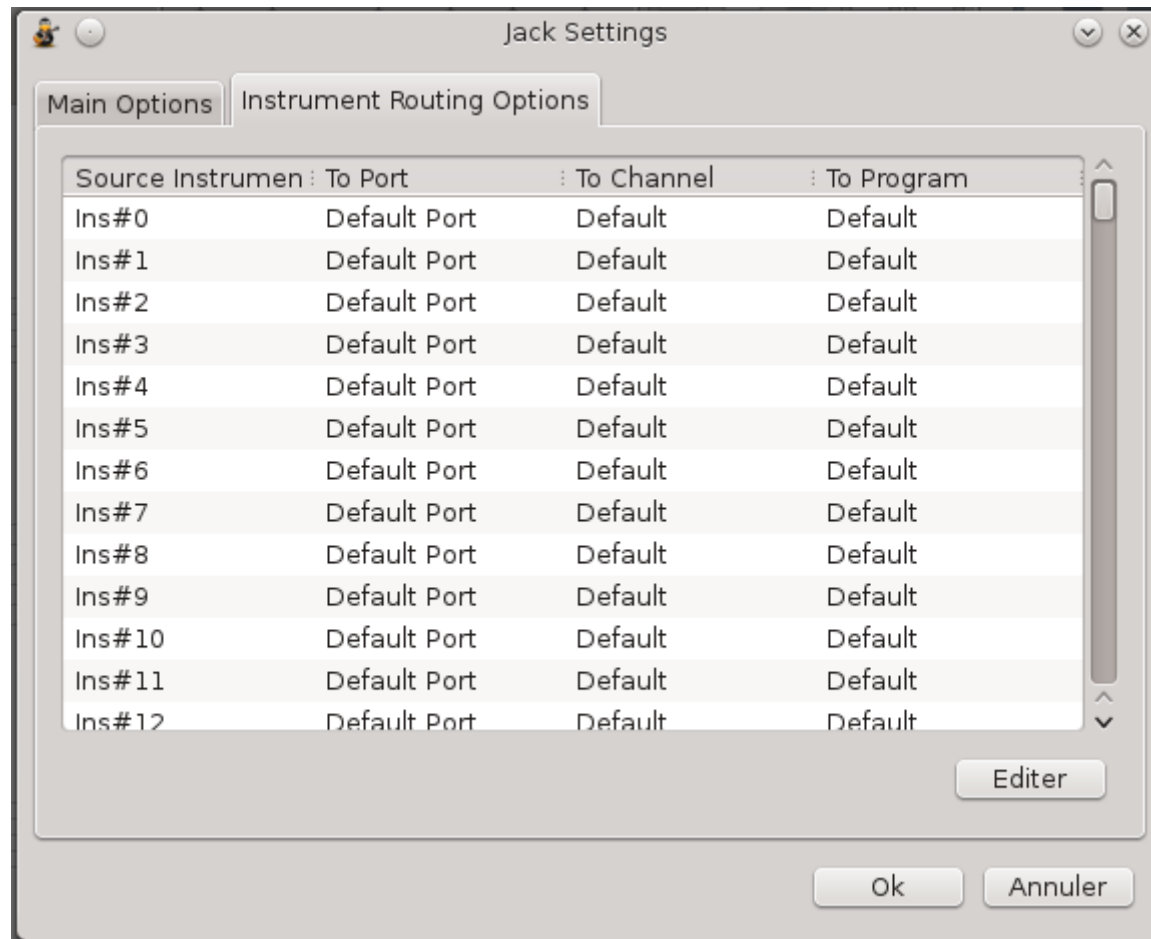 Jack Settings
Main Options Instrument Routing Options
Source Instrumen To Port To Channel To Program
Ins#0 Default Port Default Default
Ins#1 Default Port Default Default
Ins#2 Default Port Default Default
Ins#3 Default Port Default Default
Ins#4 Default Port Default Default
Ins#5 Default Port Default Default
Ins#6 Default Port Default Default
Ins#7 Default Port Default Default
Ins#8 Default Port Default Default
Ins#9 Default Port Default Default
Ins#10 Default Port Default Default
Ins#11 Default Port Default Default
Ins#12 Default Port Default Default
Editer
Ok Annuler